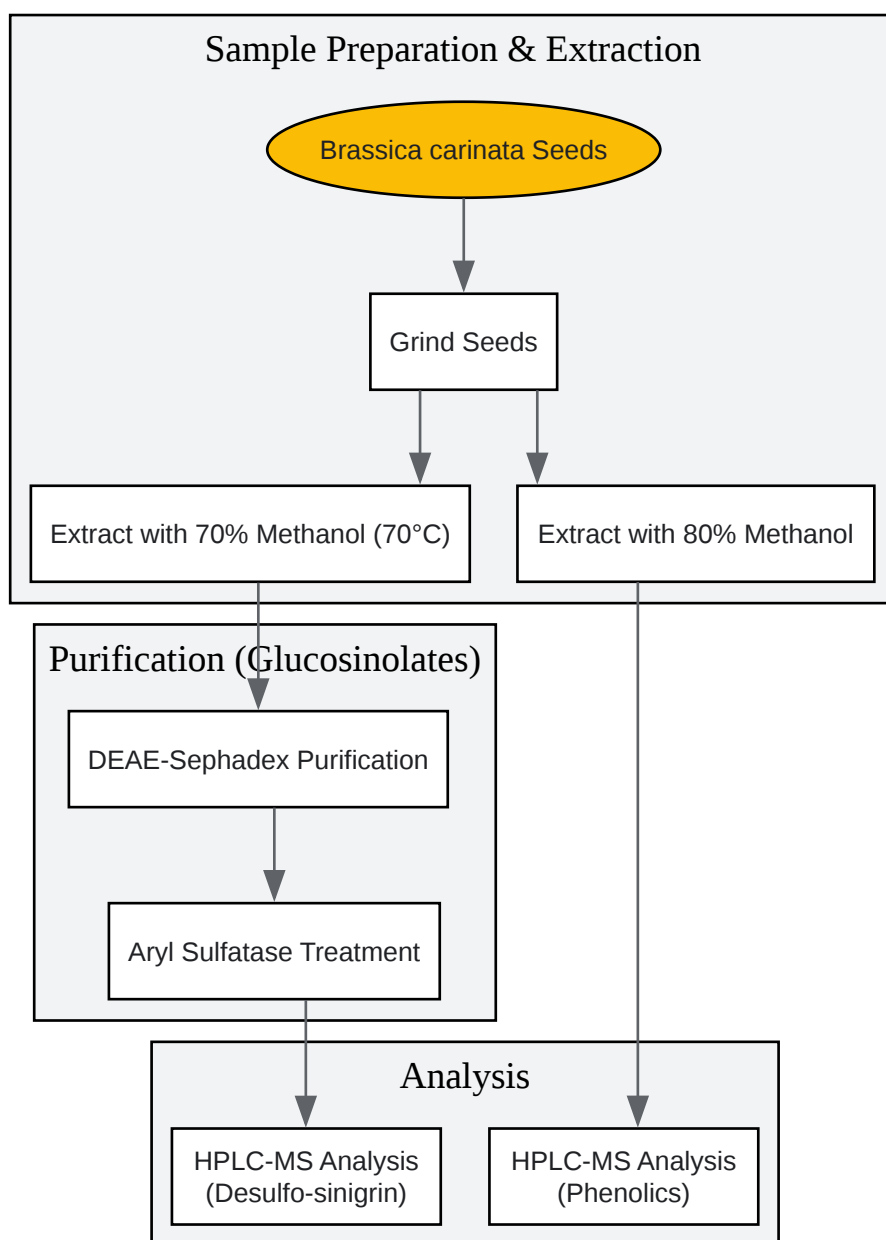 Sample Preparation & Extraction
Brassica carinata Seeds
Grind Seeds
Extract with 70% Methanol (70°C)
Extract with 80% Methanol
Purification (Glucosinolates)
DEAE-Sephadex Purification
Aryl Sulfatase Treatment
Analysis
HPLC-MS Analysis
(Desulfo-sinigrin)
HPLC-MS Analysis
(Phenolics)